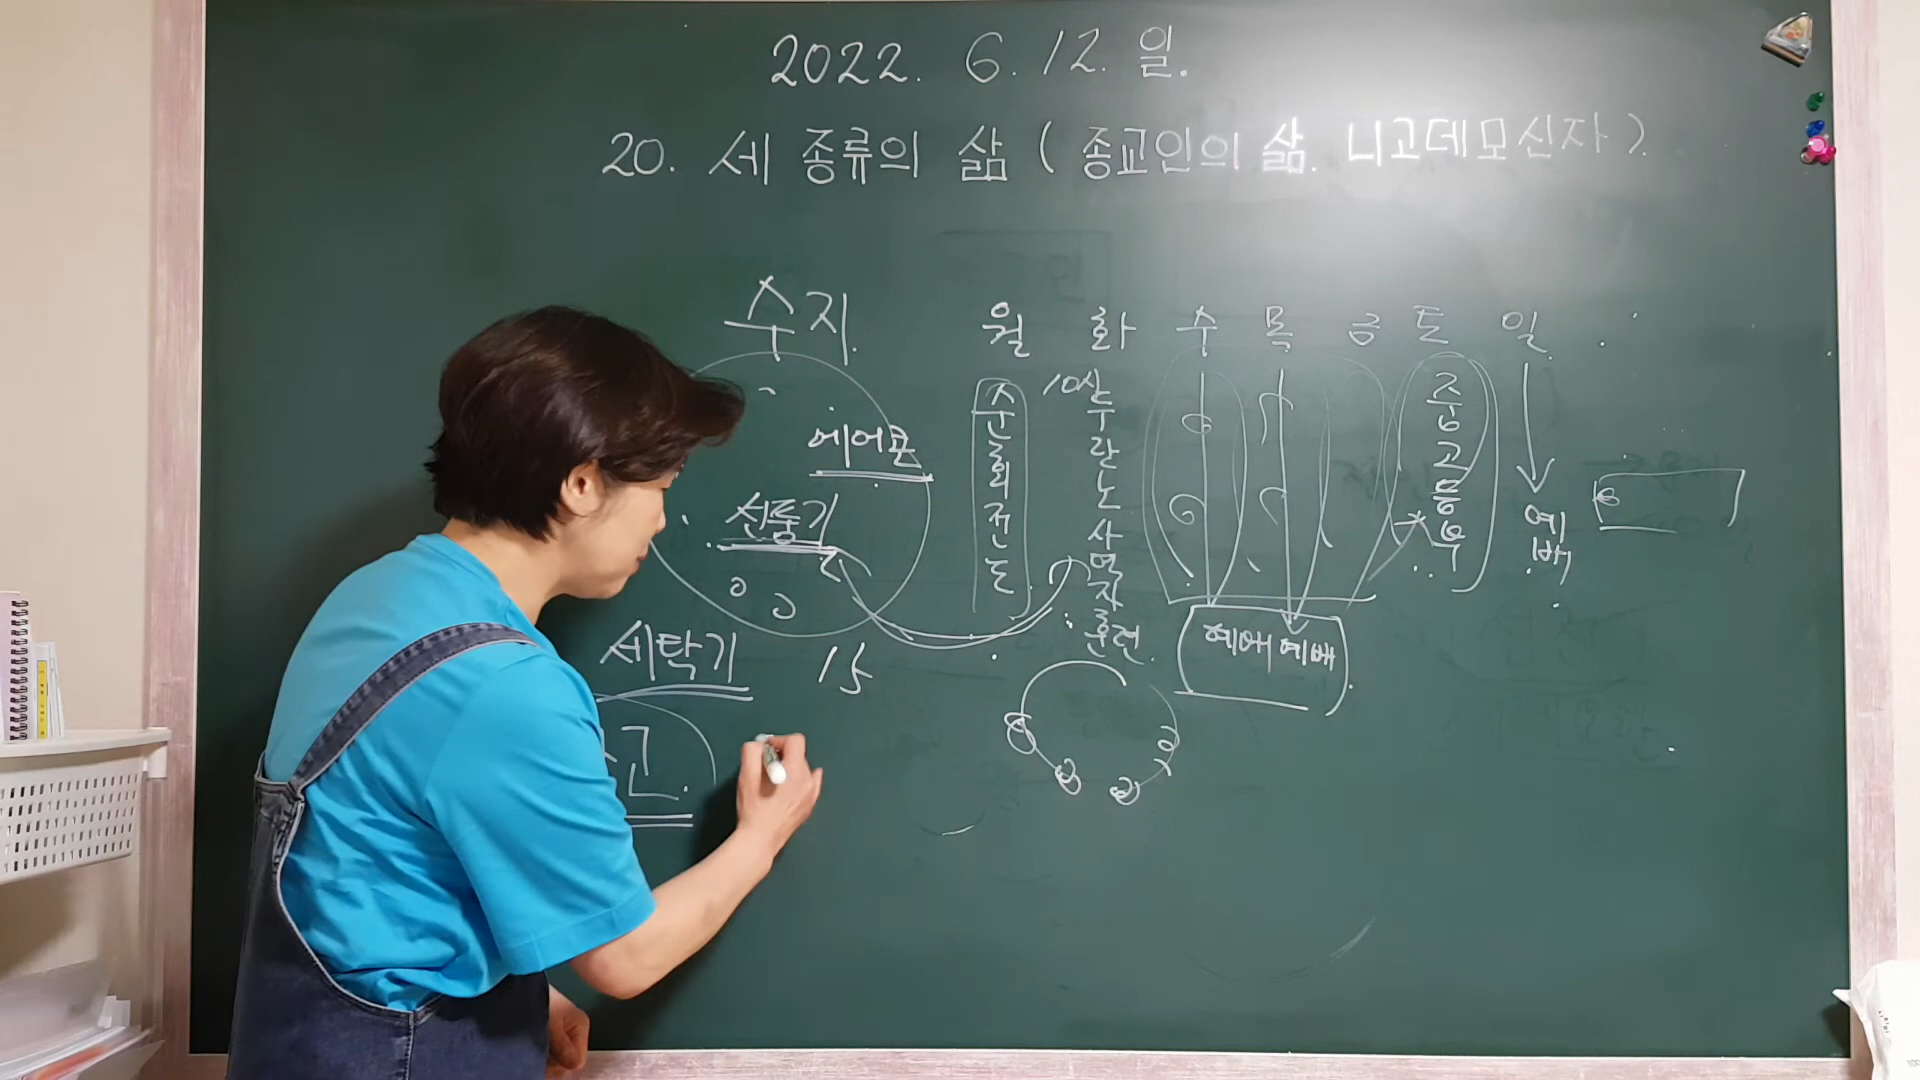 2022. 6. 12. 일.
20. 세 종류의 삶 ( 종교인의 삶. 니고데모신자 ).
수지
월 화 수 목 금 토 일
에어콘
선풍기
세탁기
15
곤.
순회전도
10시 두란노사역자훈련.
예배 예배
중고등부
예배